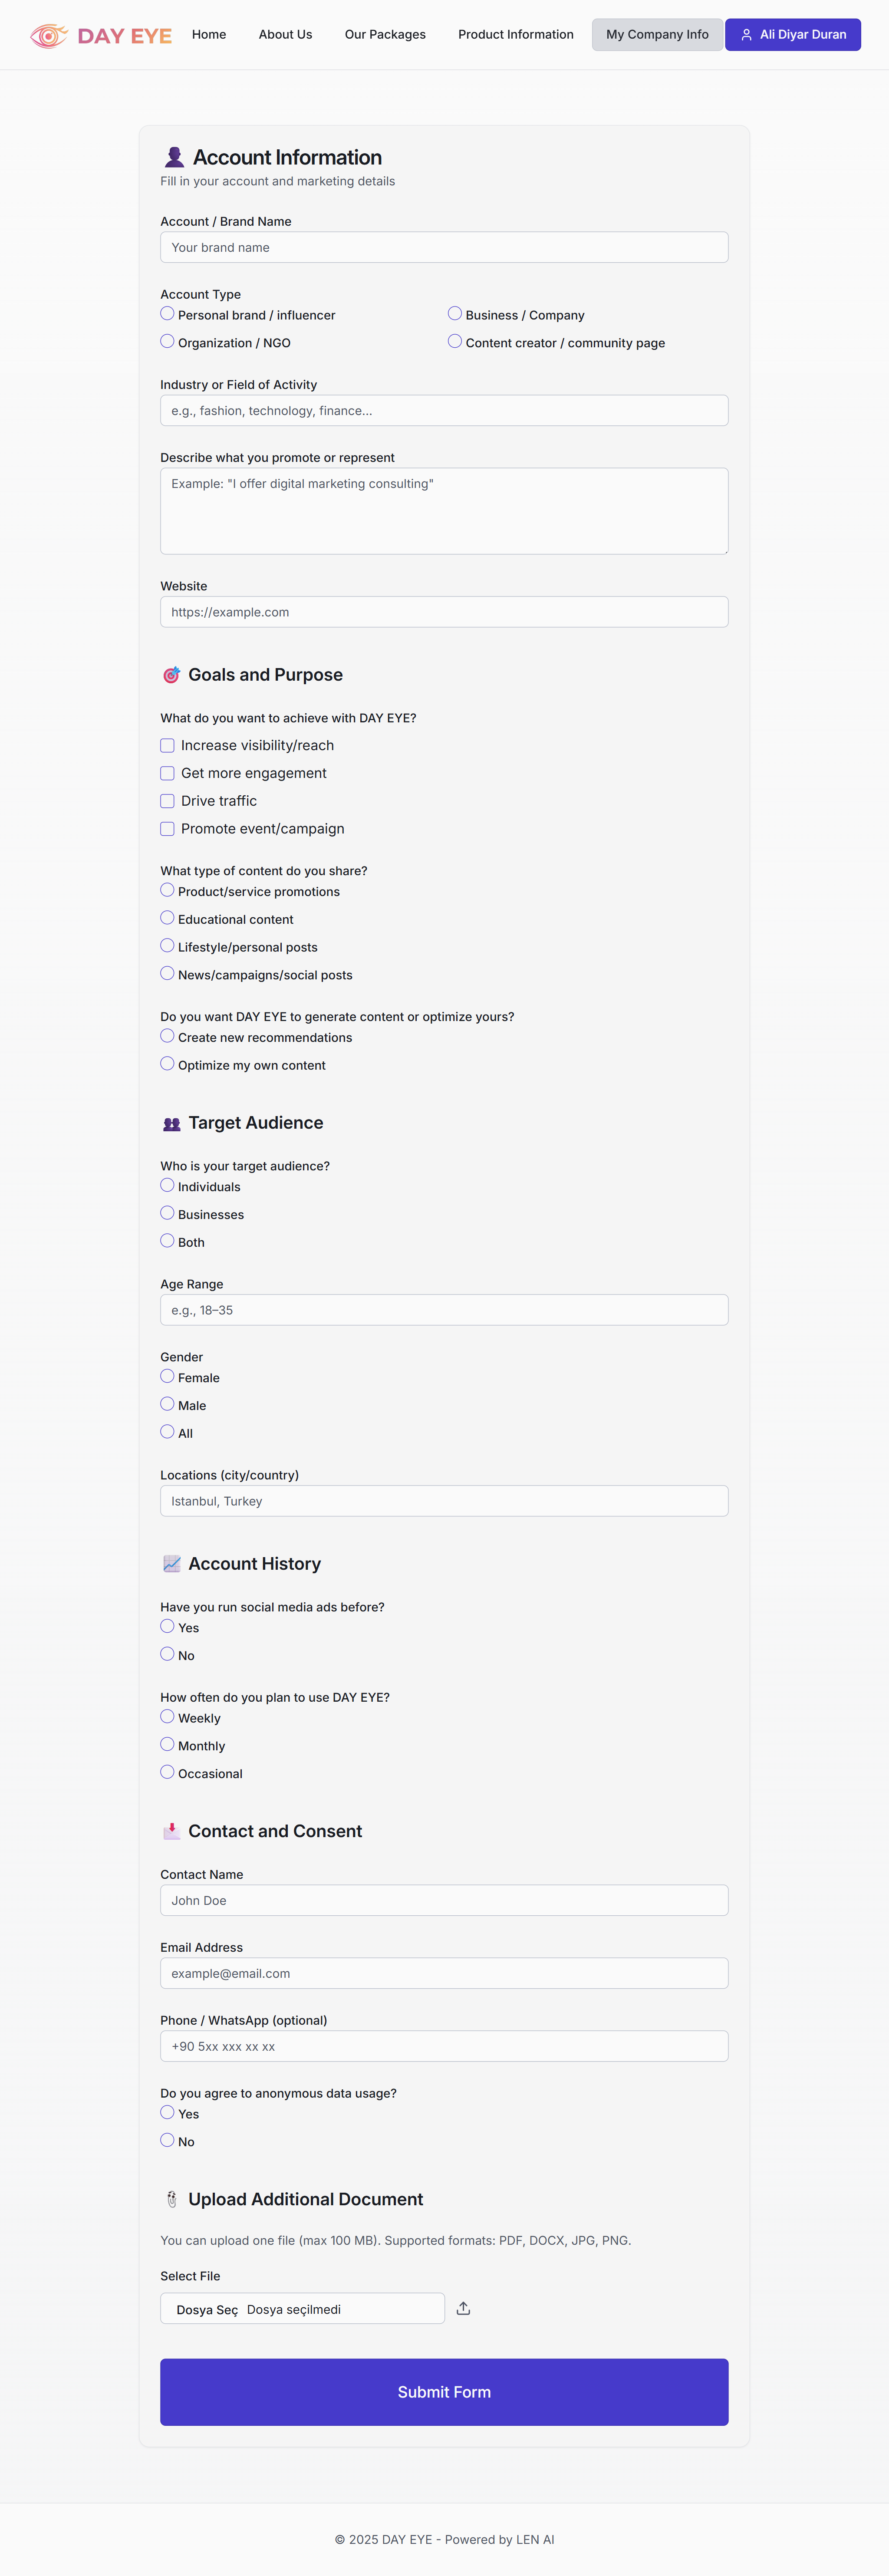 DAY EYE Home About Us Our Packages Product Information My Company Info Ali Diyar Duran
Account Information
Fill in your account and marketing details
Account / Brand Name
Your brand name
Account Type
Personal brand / influencer Business / Company
Organization / NGO Content creator / community page
Industry or Field of Activity
e.g., fashion, technology, finance...
Describe what you promote or represent
Example: "I offer digital marketing consulting"
Website
https://example.com
Goals and Purpose
What do you want to achieve with DAY EYE?
Increase visibility/reach
Get more engagement
Drive traffic
Promote event/campaign
What type of content do you share?
Product/service promotions
Educational content
Lifestyle/personal posts
News/campaigns/social posts
Do you want DAY EYE to generate content or optimize yours?
Create new recommendations
Optimize my own content
Target Audience
Who is your target audience?
Individuals
Businesses
Both
Age Range
e.g., 18–35
Gender
Female
Male
All
Locations (city/country)
Istanbul, Turkey
Account History
Have you run social media ads before?
Yes
No
How often do you plan to use DAY EYE?
Weekly
Monthly
Occasional
Contact and Consent
Contact Name
John Doe
Email Address
example@email.com
Phone / WhatsApp (optional)
+90 5xx xxx xx xx
Do you agree to anonymous data usage?
Yes
No
Upload Additional Document
You can upload one file (max 100 MB). Supported formats: PDF, DOCX, JPG, PNG.
Select File
Dosya Seç Dosya seçilmedi
Submit Form
© 2025 DAY EYE - Powered by LEN AI